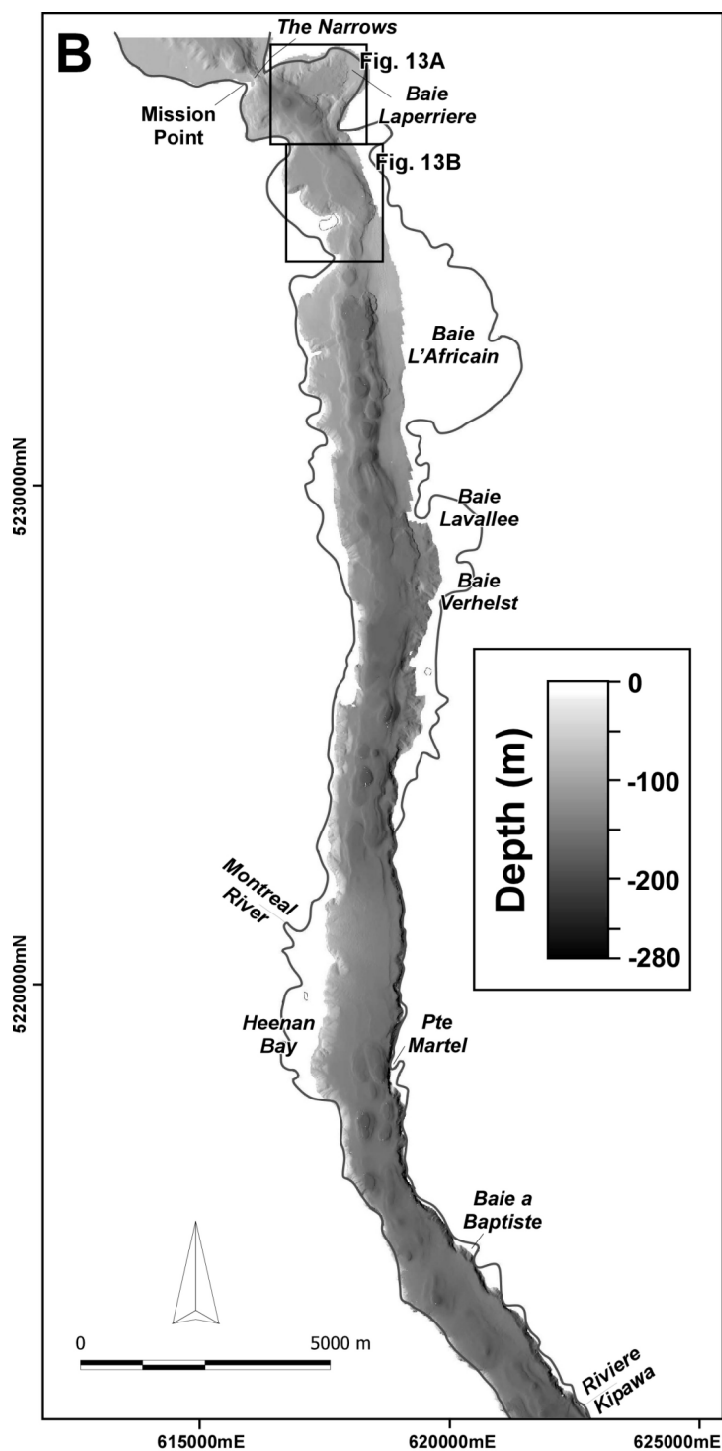 B
The Narrows
Fig. 13A
Baie
Laperriere
Mission
Point
Fig. 13B
Baie
L'Africain
5230000mN
Baie
Lavallee
Baie
Verhelst
Depth (m)
0
-100
-200
-280
Montreal
River
5220000mN
Heenan
Bay
Pte
Martel
Baie a
Baptiste
0
5000 m
Riviere
Kipawa
615000mE
620000mE
625000mE